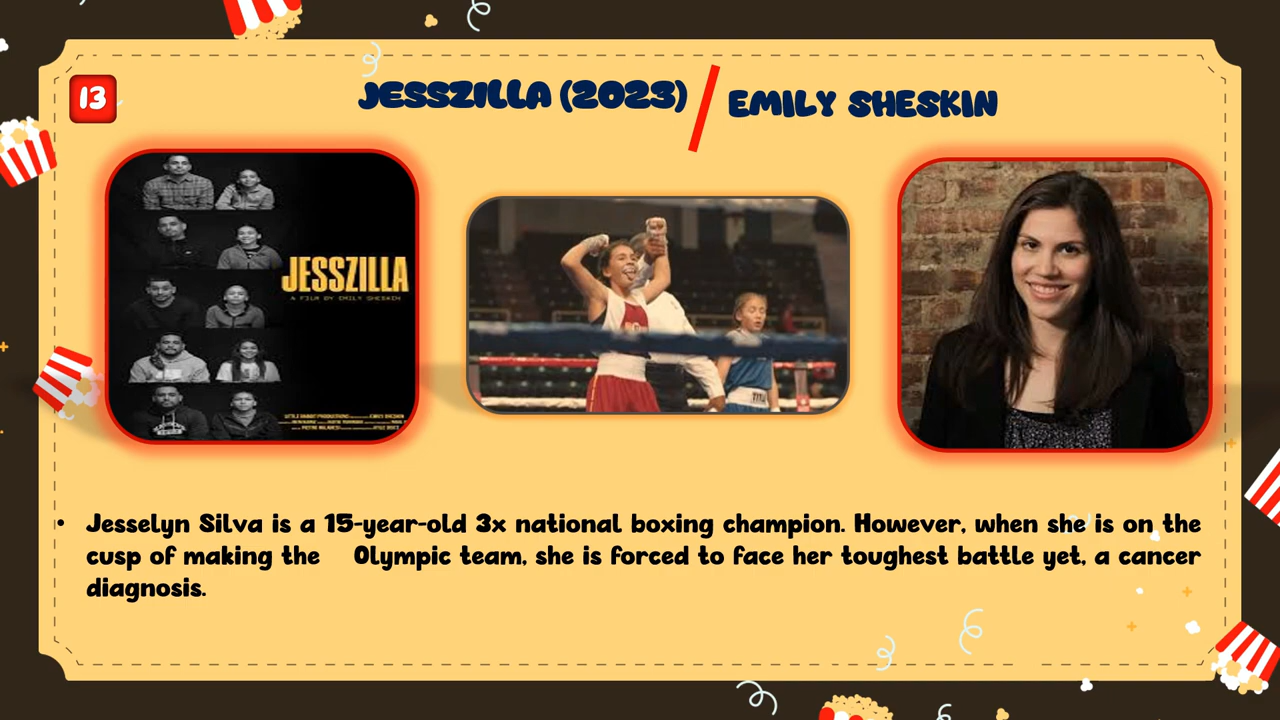 13
JESSZILLA (2023)
EMILY SHESKIN
JESSZILLA
A FILM BY EMILY SHESKIN
TITLE
• Jesselyn Silva is a 15-year-old 3x national boxing champion. However, when she is on the
cusp of making the Olympic team, she is forced to face her toughest battle yet, a cancer
diagnosis.